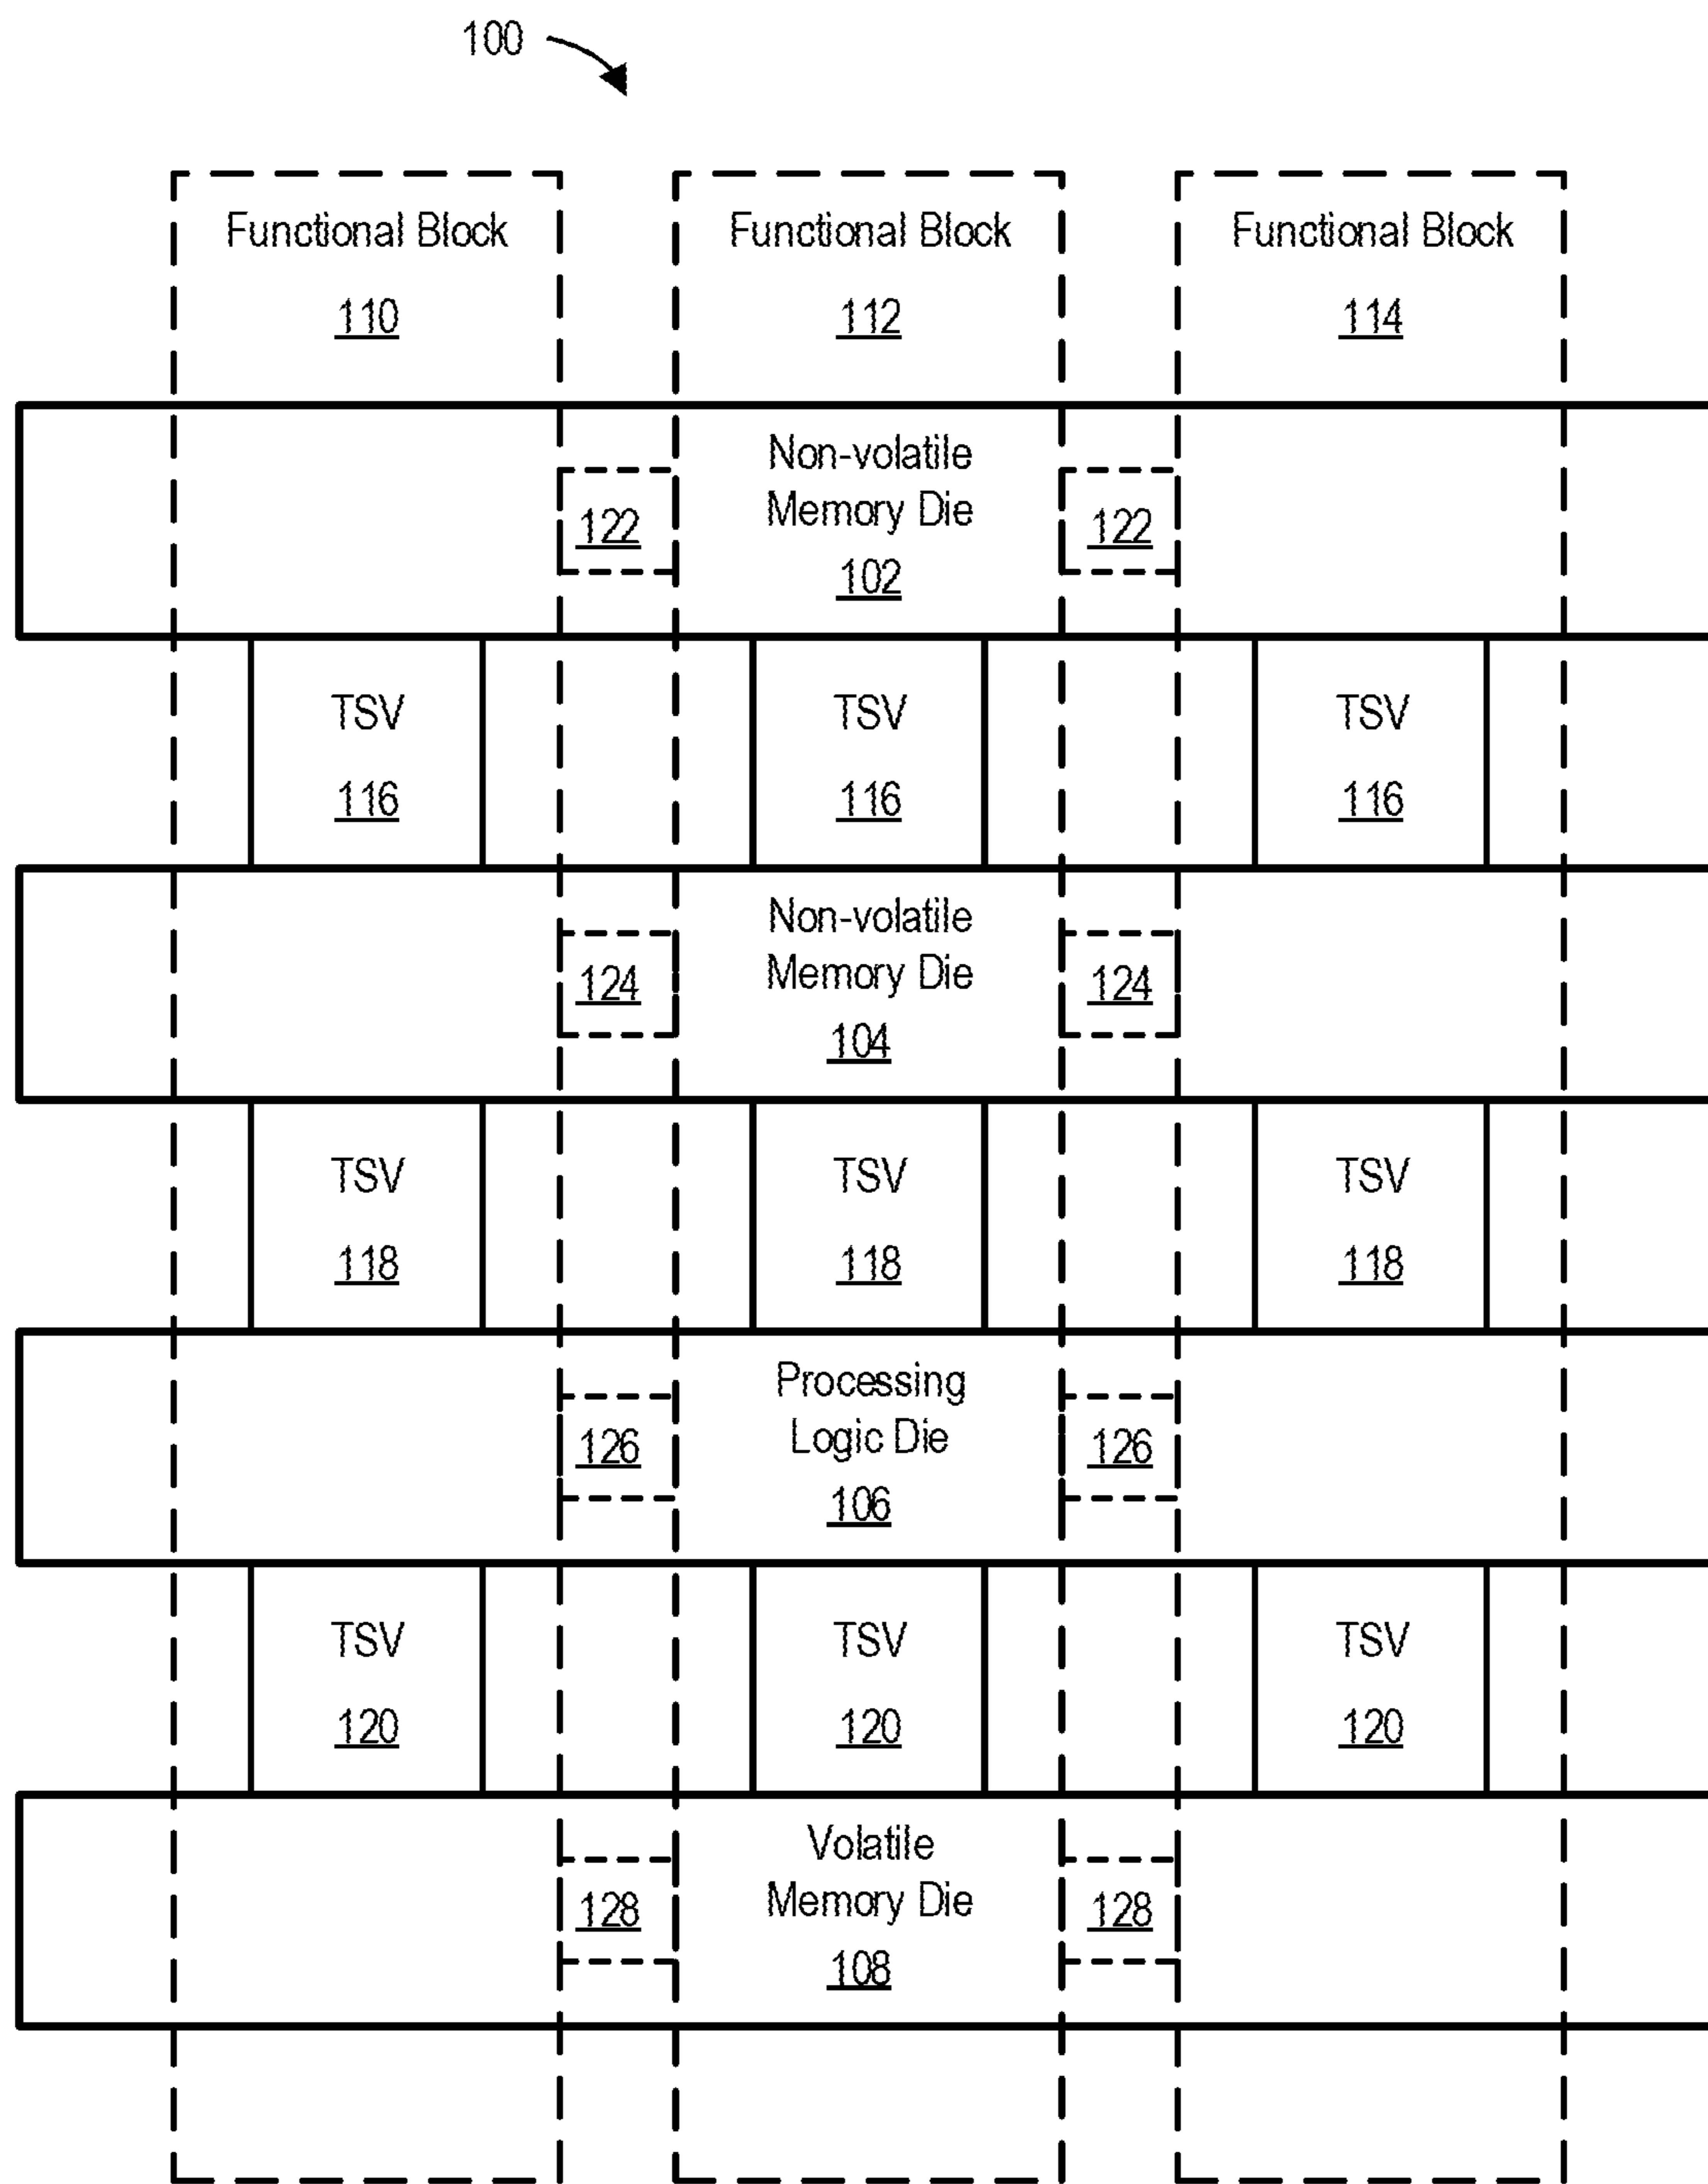 100
Functional Block Functional Block Functional Block
110 112 114
Non-volatile
Memory Die
122 122
102
TSV TSV TSV
116 116 116
Non-volatile
Memory Die
124 124
104
TSV TSV TSV
118 118 118
Processing
Logic Die
126 126
106
TSV TSV TSV
120 120 120
Volatile
Memory Die
128 128
108